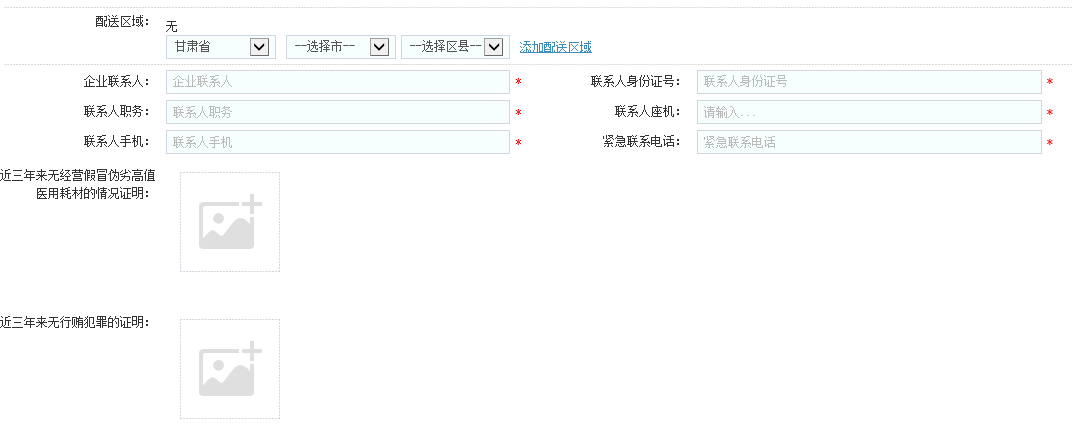 配送区域：
无
甘肃省 --选择市-- --选择区县-- 添加配送区域
企业联系人： 企业联系人 * 联系人身份证号： 联系人身份证号 *
联系人职务： 联系人职务 * 联系人座机： 请输入... *
联系人手机： 联系人手机 * 紧急联系电话： 紧急联系电话 *
近三年来无经营假冒伪劣高值
医用耗材的情况证明：
近三年来无行贿犯罪的证明：